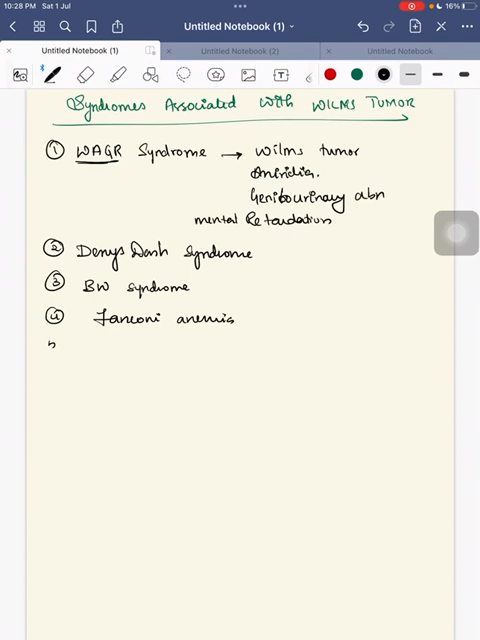 10:28 PM Sat 1 Jul
16%
Untitled Notebook (1)
Untitled Notebook (1)
Untitled Notebook (2)
Untitled Notebook
Syndromes Associated with WILMS TUMOR
① WAGR Syndrome → Wilms tumor
Aniridia.
Genitourinary abn
mental Retardation
② Denys Dash Syndrome
③ BW Syndrome
④ Fanconi anemia